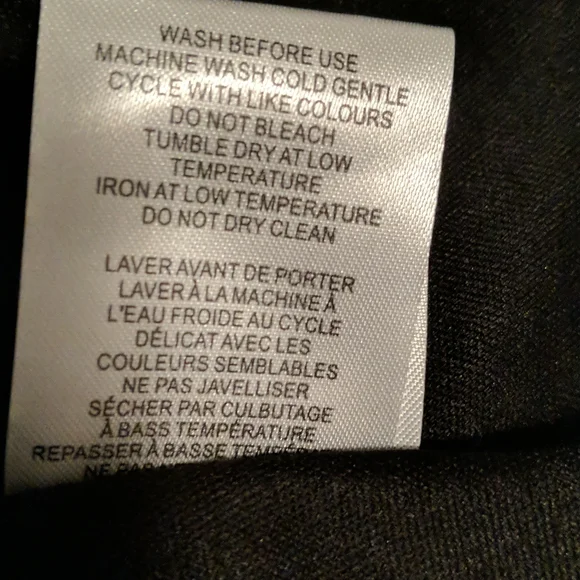 WASH BEFORE USE
MACHINE WASH COLD GENTLE
CYCLE WITH LIKE COLOURS
DO NOT BLEACH
TUMBLE DRY AT LOW
TEMPERATURE
IRON AT LOW TEMPERATURE
DO NOT DRY CLEAN
LAVER AVANT DE PORTER
LAVER À LA MACHINE À
L'EAU FROIDE AU CYCLE
DÉLICAT AVEC LES
COULEURS SEMBLABLES
NE PAS JAVELLISER
SÉCHER PAR CULBUTAGE
À BASS TEMPÉRATURE
REPASSER À BASSE
NE PAS